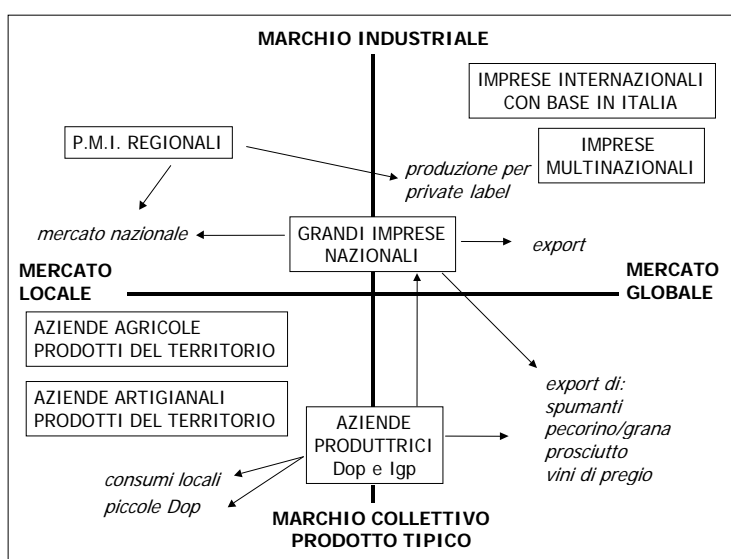 MARCHIO INDUSTRIALE
IMPRESE INTERNAZIONALI
CON BASE IN ITALIA
P.M.I. REGIONALI
IMPRESE
MULTINAZIONALI
produzione per
private label
mercato nazionale
GRANDI IMPRESE
NAZIONALI
export
MERCATO
LOCALE
MERCATO
GLOBALE
AZIENDE AGRICOLE
PRODOTTI DEL TERRITORIO
AZIENDE ARTIGIANALI
PRODOTTI DEL TERRITORIO
AZIENDE
PRODUTTRICI
Dop e Igp
export di:
spumanti
pecorino/grana
prosciutto
vini di pregio
consumi locali
piccole Dop
MARCHIO COLLETTIVO
PRODOTTO TIPICO